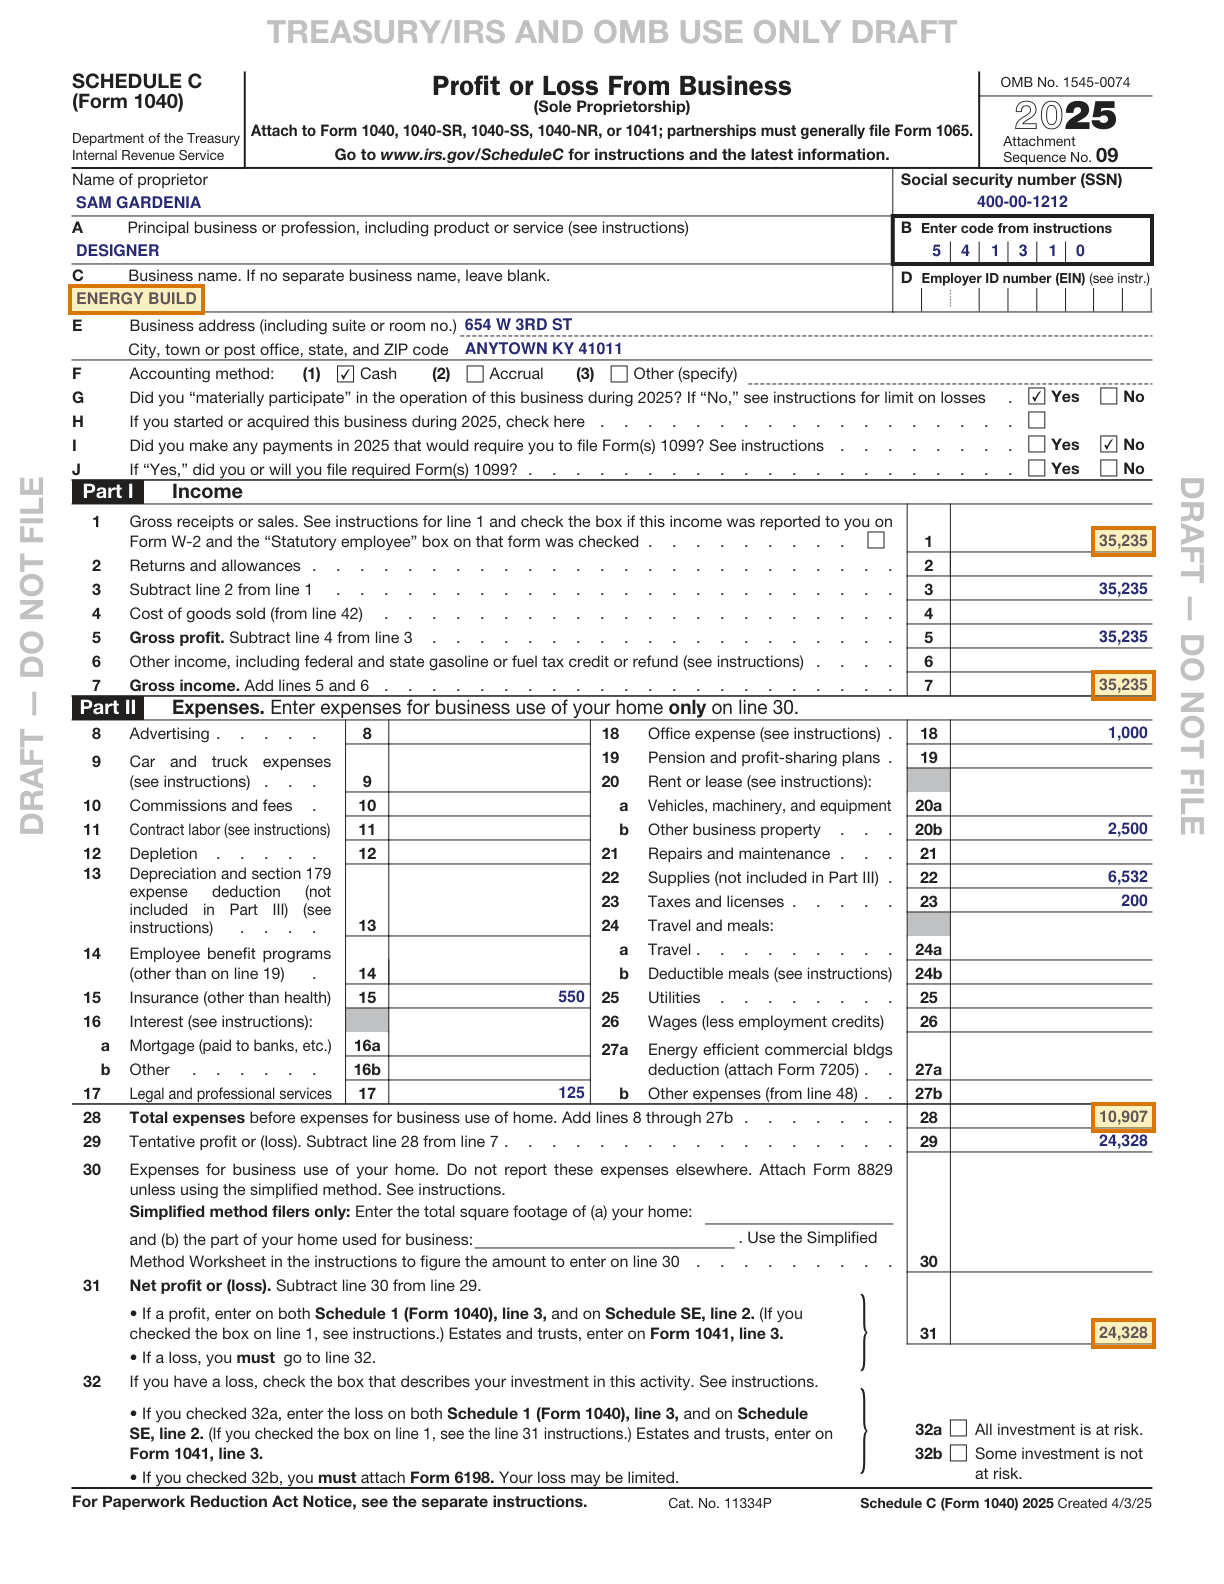 TREASURY/IRS AND OMB USE ONLY DRAFT
SCHEDULE C
(Form 1040)
Department of the Treasury
Internal Revenue Service
Profit or Loss From Business
(Sole Proprietorship)
Attach to Form 1040, 1040-SR, 1040-SS, 1040-NR, or 1041; partnerships must generally file Form 1065.
Go to www.irs.gov/ScheduleC for instructions and the latest information.
OMB No. 1545-0074
2025
Attachment
Sequence No. 09
Name of proprietor
SAM GARDENIA
Social security number (SSN)
400-00-1212
A Principal business or profession, including product or service (see instructions)
DESIGNER
B Enter code from instructions
5 4 1 3 1 0
C Business name. If no separate business name, leave blank.
ENERGY BUILD
D Employer ID number (EIN) (see instr.)
E Business address (including suite or room no.) 654 W 3RD ST
City, town or post office, state, and ZIP code ANYTOWN KY 41011
F Accounting method: (1) ✓ Cash (2) Accrual (3) Other (specify)
G Did you “materially participate” in the operation of this business during 2025? If “No,” see instructions for limit on losses . ✓ Yes No
H If you started or acquired this business during 2025, check here
I Did you make any payments in 2025 that would require you to file Form(s) 1099? See instructions Yes ✓ No
J If “Yes,” did you or will you file required Form(s) 1099? Yes No
Part I Income
1 Gross receipts or sales. See instructions for line 1 and check the box if this income was reported to you on
Form W-2 and the “Statutory employee” box on that form was checked 1 35,235
2 Returns and allowances 2
3 Subtract line 2 from line 1 3 35,235
4 Cost of goods sold (from line 42) 4
5 Gross profit. Subtract line 4 from line 3 5 35,235
6 Other income, including federal and state gasoline or fuel tax credit or refund (see instructions) 6
7 Gross income. Add lines 5 and 6 7 35,235
Part II Expenses. Enter expenses for business use of your home only on line 30.
8 Advertising 8
9 Car and truck expenses
(see instructions) 9
10 Commissions and fees 10
11 Contract labor (see instructions) 11
12 Depletion 12
13 Depreciation and section 179
expense deduction (not
included in Part III) (see
instructions) 13
14 Employee benefit programs
(other than on line 19) 14
15 Insurance (other than health) 15 550
16 Interest (see instructions):
a Mortgage (paid to banks, etc.) 16a
b Other 16b
17 Legal and professional services 17 125
18 Office expense (see instructions) 18 1,000
19 Pension and profit-sharing plans 19
20 Rent or lease (see instructions):
a Vehicles, machinery, and equipment 20a
b Other business property 20b 2,500
21 Repairs and maintenance 21
22 Supplies (not included in Part III) 22 6,532
23 Taxes and licenses 23 200
24 Travel and meals:
a Travel 24a
b Deductible meals (see instructions) 24b
25 Utilities 25
26 Wages (less employment credits) 26
27a Energy efficient commercial bldgs
deduction (attach Form 7205) 27a
b Other expenses (from line 48) 27b
28 Total expenses before expenses for business use of home. Add lines 8 through 27b 28 10,907
29 Tentative profit or (loss). Subtract line 28 from line 7 29 24,328
30 Expenses for business use of your home. Do not report these expenses elsewhere. Attach Form 8829
unless using the simplified method. See instructions.
Simplified method filers only: Enter the total square footage of (a) your home:
and (b) the part of your home used for business: . Use the Simplified
Method Worksheet in the instructions to figure the amount to enter on line 30 30
31 Net profit or (loss). Subtract line 30 from line 29.
• If a profit, enter on both Schedule 1 (Form 1040), line 3, and on Schedule SE, line 2. (If you
checked the box on line 1, see instructions.) Estates and trusts, enter on Form 1041, line 3.
• If a loss, you must go to line 32.
31 24,328
32 If you have a loss, check the box that describes your investment in this activity. See instructions.
• If you checked 32a, enter the loss on both Schedule 1 (Form 1040), line 3, and on Schedule
SE, line 2. (If you checked the box on line 1, see the line 31 instructions.) Estates and trusts, enter on
Form 1041, line 3.
• If you checked 32b, you must attach Form 6198. Your loss may be limited.
32a All investment is at risk.
32b Some investment is not
at risk.
For Paperwork Reduction Act Notice, see the separate instructions. Cat. No. 11334P Schedule C (Form 1040) 2025 Created 4/3/25
DRAFT — DO NOT FILE
DRAFT — DO NOT FILE